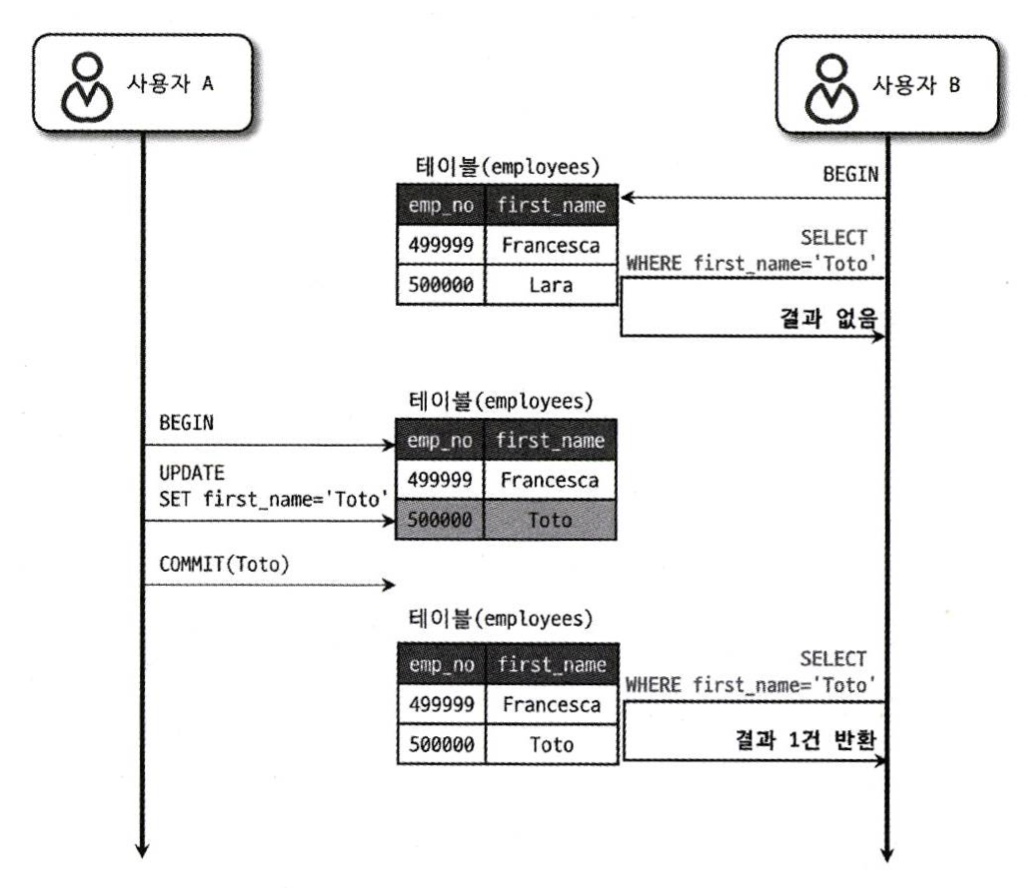 사용자 A
사용자 B
테이블(employees)
BEGIN
emp_no first_name
499999 Francesca
500000 Lara
SELECT
WHERE first_name='Toto'
결과 없음
테이블(employees)
BEGIN
emp_no first_name
UPDATE
SET first_name='Toto'
499999 Francesca
500000 Toto
COMMIT(Toto)
테이블(employees)
emp_no first_name
499999 Francesca
500000 Toto
SELECT
WHERE first_name='Toto'
결과 1건 반환